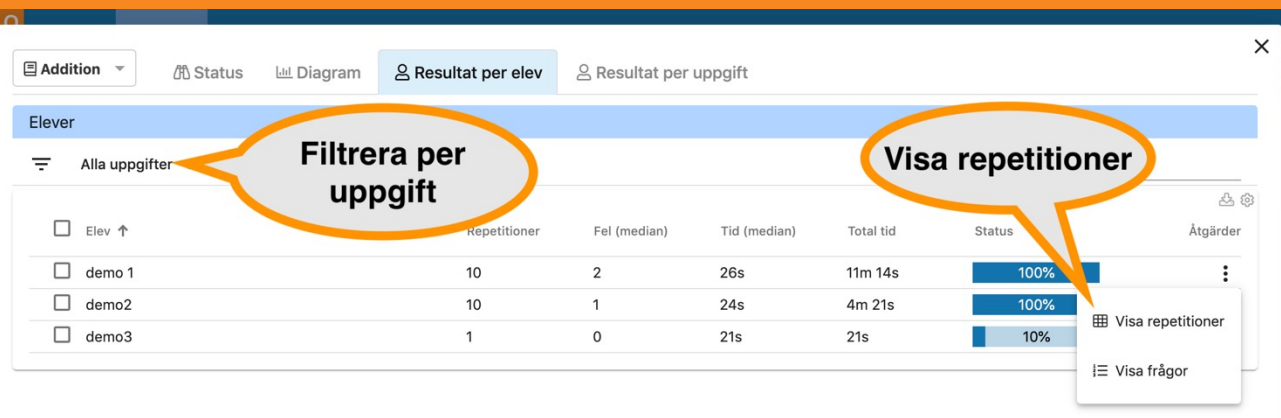 Addition
Status
Diagram
Resultat per elev
Resultat per uppgift
Elever
Alla uppgifter
Filtrera per
uppgift
Visa repetitioner
Elev Repetitioner Fel (median) Tid (median) Total tid Status Åtgärder
demo 1 10 2 26s 11m 14s 100%
demo2 10 1 24s 4m 21s 100%
demo3 1 0 21s 21s 10%
Visa repetitioner
Visa frågor